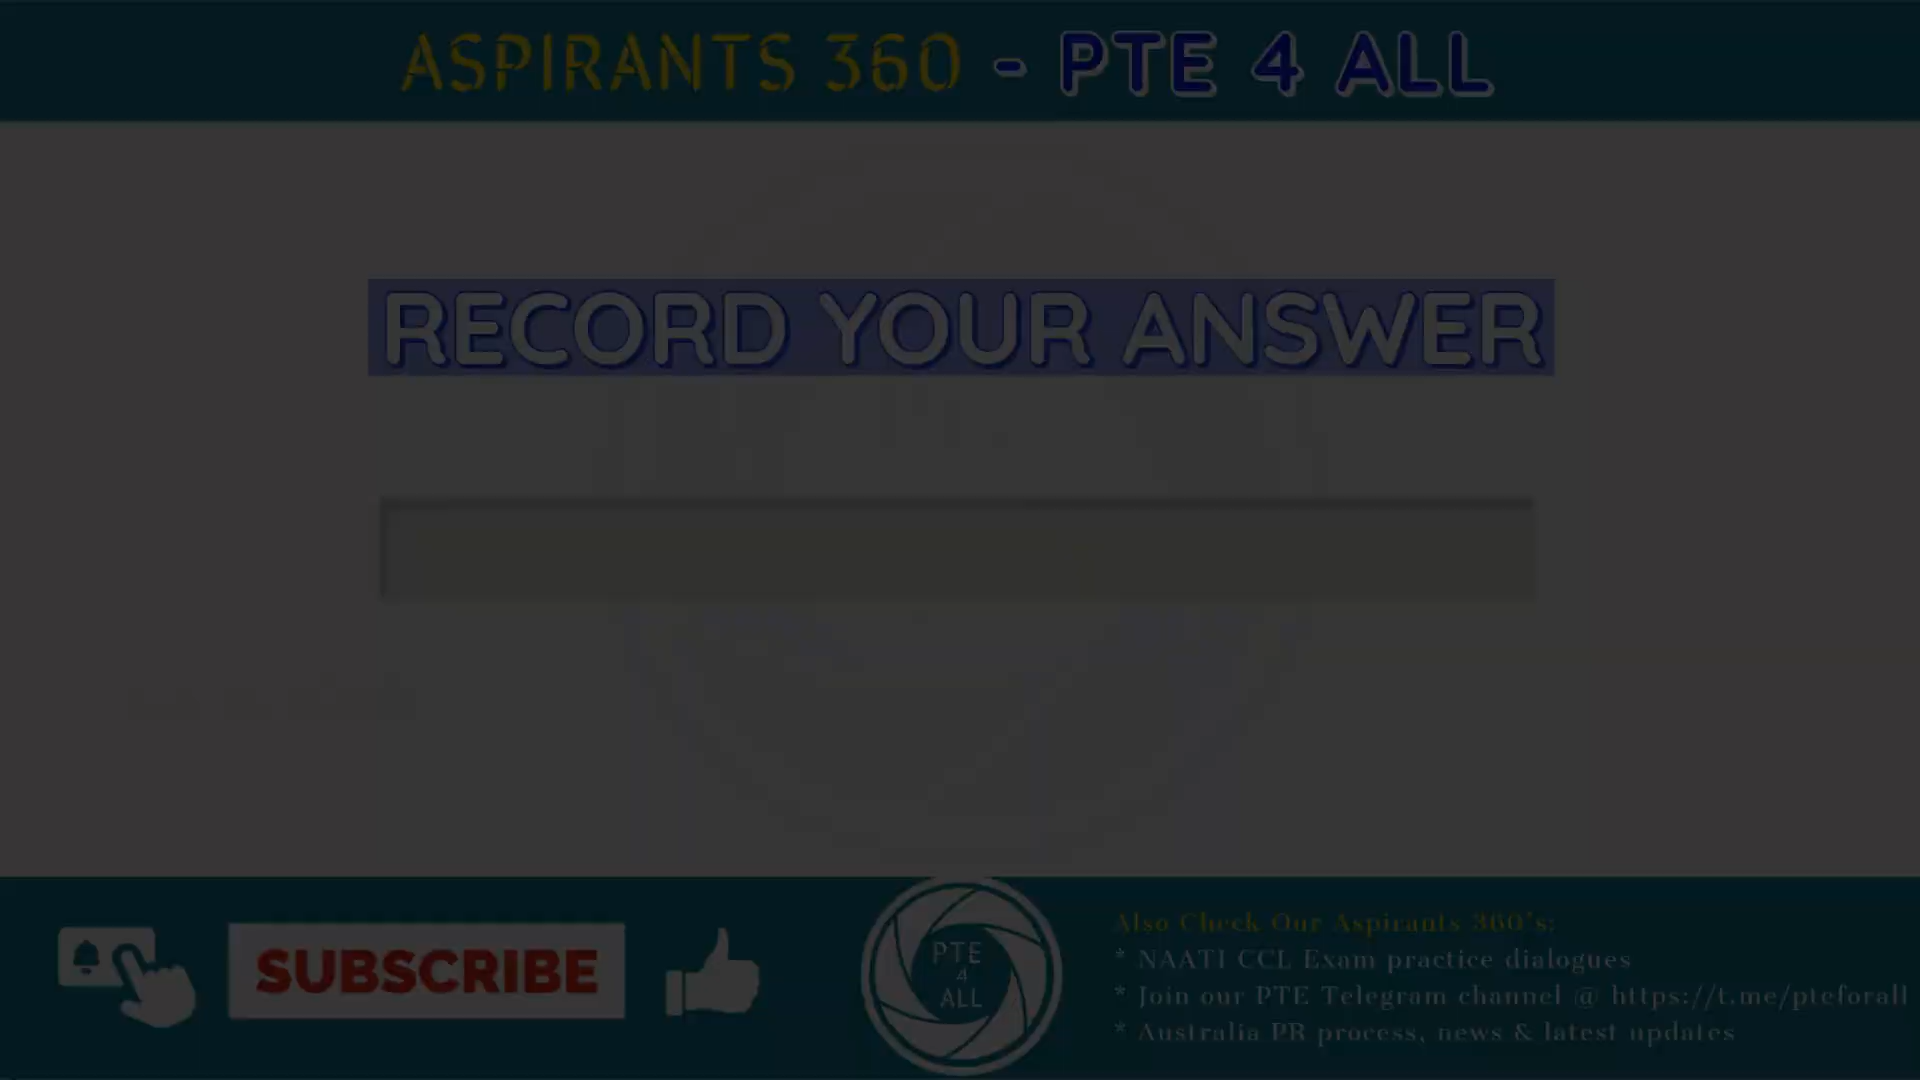 ASPIRANTS 360 - PTE 4 ALL
RECORD YOUR ANSWER
SUBSCRIBE
PTE
4
ALL
Also Check Our Aspirants 360's:
* NAATI CCL Exam practice dialogues
* Join our PTE Telegram channel @ https://t.me/pteforall
* Australia PR process, news & latest updates